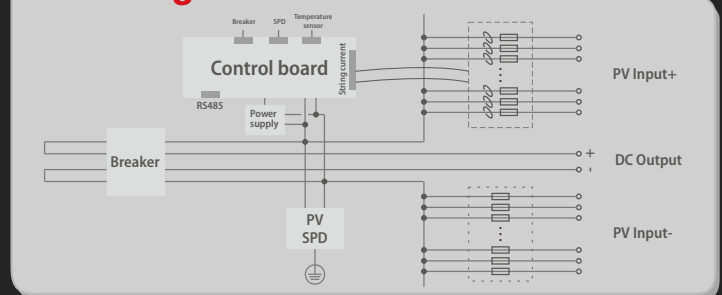 Breaker
SPD
Temperature
sensor
Control board
String current
RS485
Power
supply
PV Input+
Breaker
+
DC Output
-
PV
SPD
PV Input-